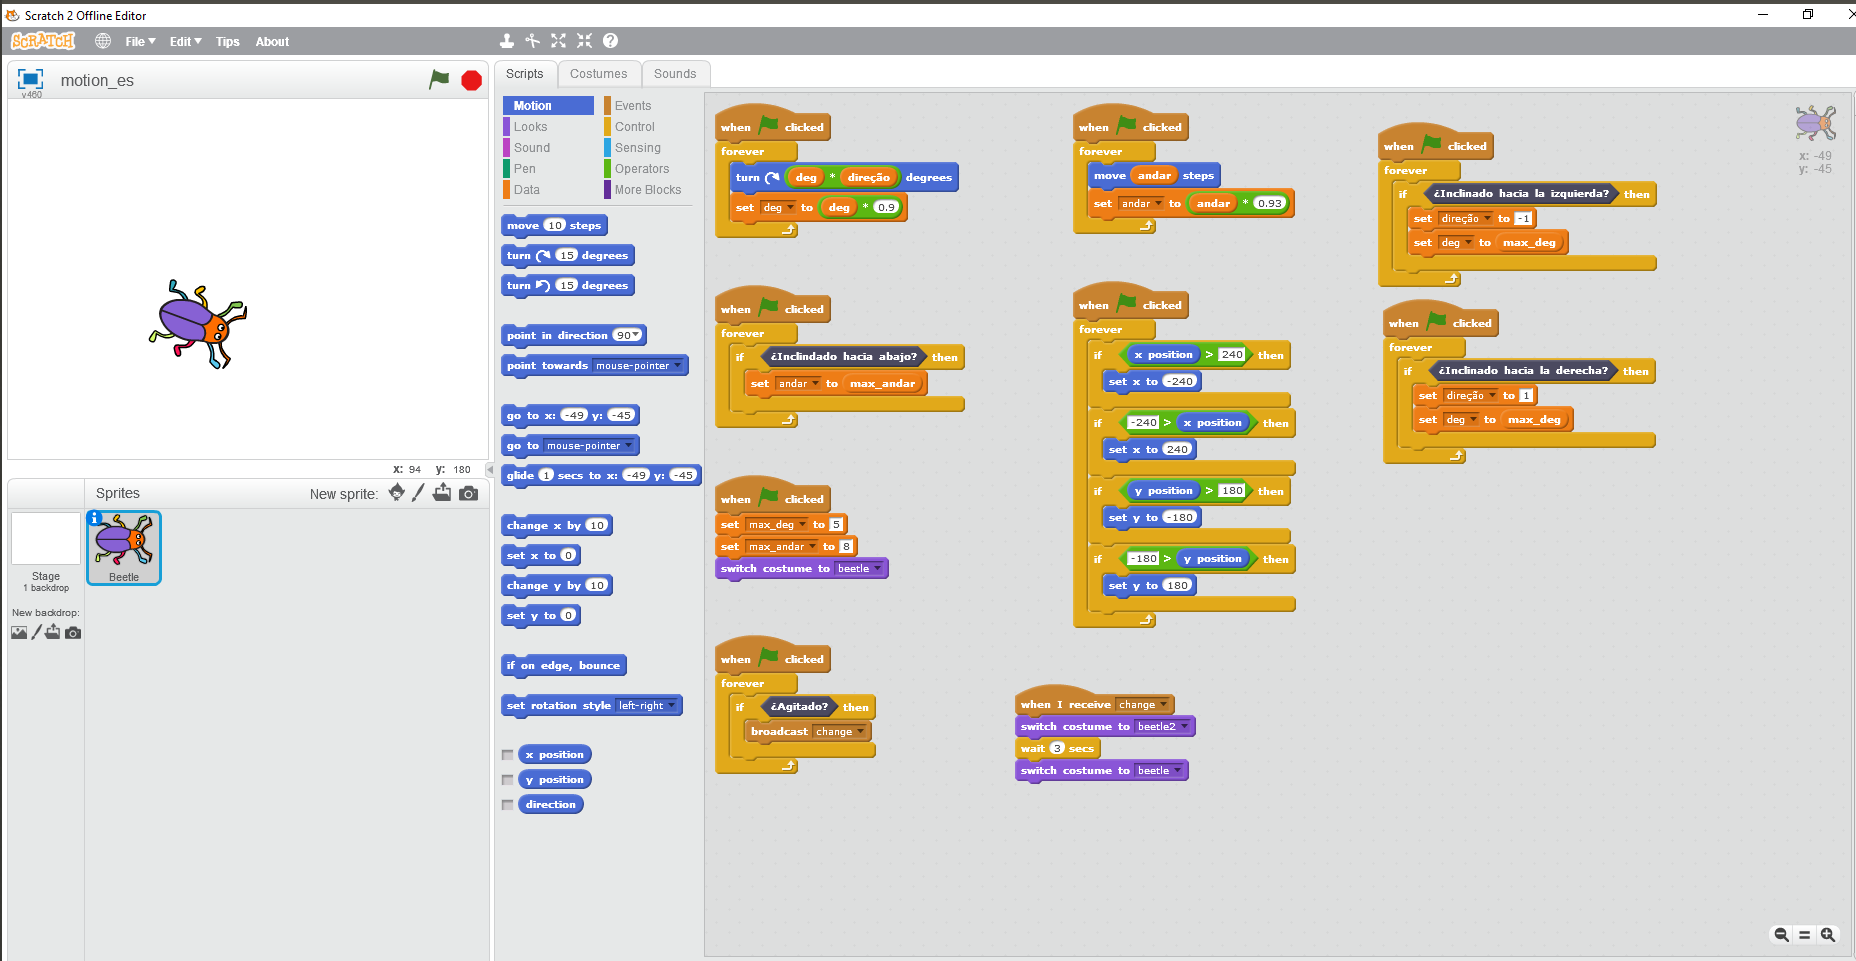 Scratch 2 Offline Editor
SCRATCH
File
Edit
Tips
About
v460
motion_es
x: 94 y: 180
Sprites
New sprite:
Stage
1 backdrop
New backdrop:
Beetle
Scripts
Costumes
Sounds
Motion
Looks
Sound
Pen
Data
Events
Control
Sensing
Operators
More Blocks
move 10 steps
turn 15 degrees
turn 15 degrees
point in direction 90
point towards mouse-pointer
go to x: -49 y: -45
go to mouse-pointer
glide 1 secs to x: -49 y: -45
change x by 10
set x to 0
change y by 10
set y to 0
if on edge, bounce
set rotation style left-right
x position
y position
direction
when clicked
forever
turn deg * direção degrees
set deg to deg * 0.9
when clicked
forever
if ¿Inclindado hacia abajo? then
set andar to max_andar
when clicked
set max_deg to 5
set max_andar to 8
switch costume to beetle
when clicked
forever
if ¿Agitado? then
broadcast change
when clicked
forever
move andar steps
set andar to andar * 0.93
when clicked
forever
if x position > 240 then
set x to -240
if -240 > x position then
set x to 240
if y position > 180 then
set y to -180
if -180 > y position then
set y to 180
when I receive change
switch costume to beetle2
wait 3 secs
switch costume to beetle
when clicked
forever
if ¿Inclinado hacia la izquierda? then
set direção to -1
set deg to max_deg
when clicked
forever
if ¿Inclinado hacia la derecha? then
set direção to 1
set deg to max_deg
x: -49
y: -45